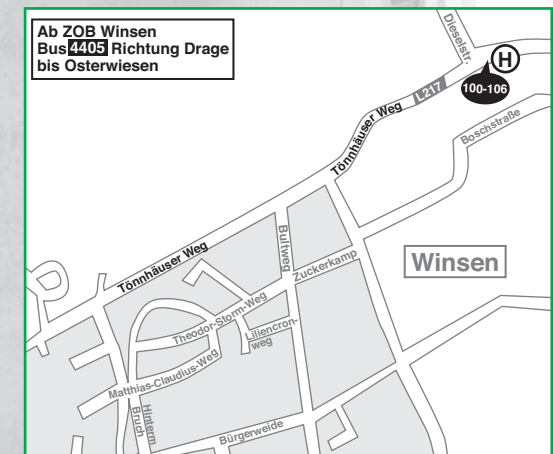 Ab ZOB Winsen
Bus 4405 Richtung Drage
bis Osterwiesen
Dieselstr.
H
100-106
L217
Tönnhäuser Weg
Boschstraße
Tönnhäuser Weg
Bultweg
Zuckerkamp
Winsen
Theodor-Storm-Weg
Liliencron-
weg
Matthias-Claudius-Weg
Hinterm
Bruch
Bürgerweide